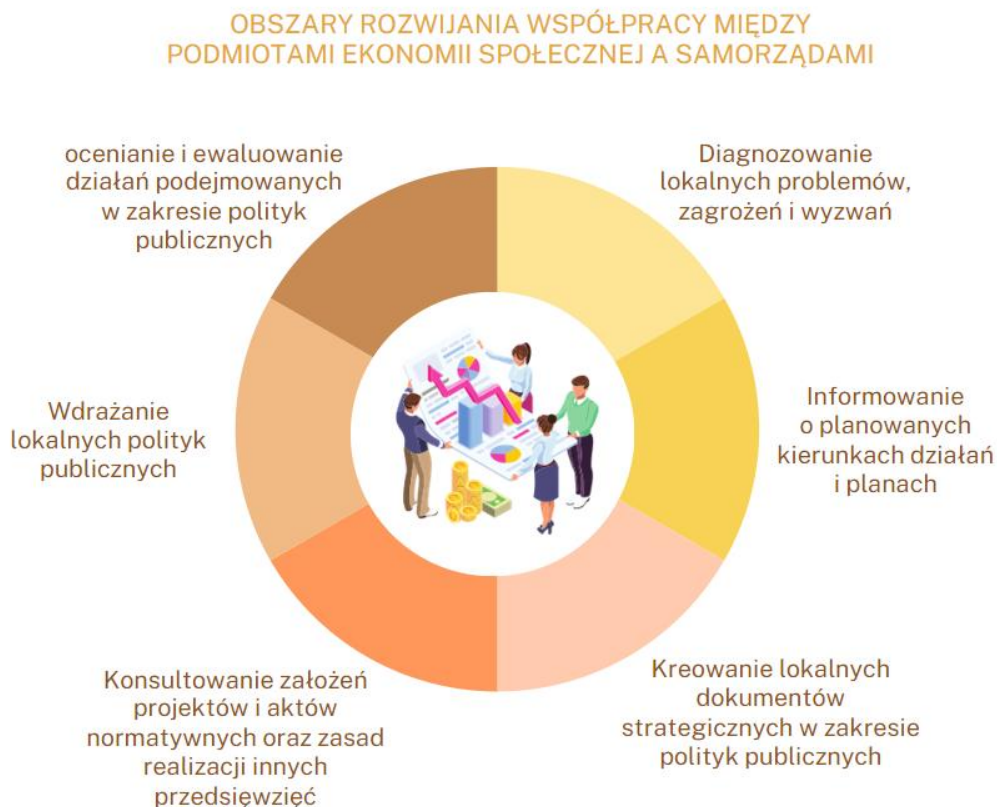 OBSZARY ROZWIJANIA WSPÓŁPRACY MIĘDZY
PODMIOTAMI EKONOMII SPOŁECZNEJ A SAMORZĄDAMI
Diagnozowanie
lokalnych problemów,
zagrożeń i wyzwań
Informowanie
o planowanych
kierunkach działań
i planach
Kreowanie lokalnych
dokumentów
strategicznych w zakresie
polityk publicznych
Konsultowanie założeń
projektów i aktów
normatywnych oraz zasad
realizacji innych
przedsięwzięć
Wdrażanie
lokalnych polityk
publicznych
ocenianie i ewaluowanie
działań podejmowanych
w zakresie polityk
publicznych